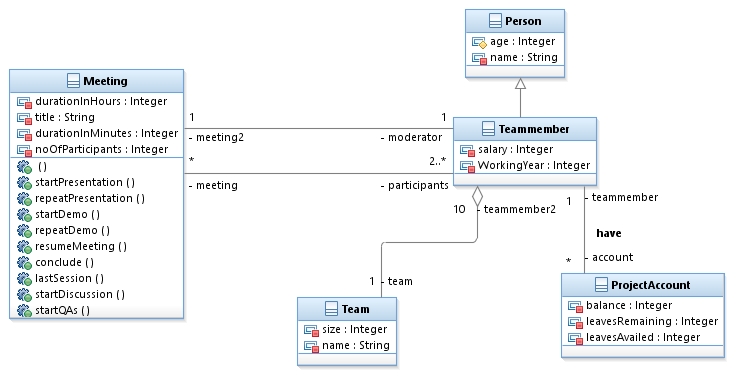 Person
age : Integer
name : String
Meeting
durationInHours : Integer
title : String
durationInMinutes : Integer
noOfParticipants : Integer
()
startPresentation ()
repeatPresentation ()
startDemo ()
repeatDemo ()
resumeMeeting ()
conclude ()
lastSession ()
startDiscussion ()
startQAs ()
1
1
- meeting2
- moderator
*
2..*
- meeting
- participants
Teammember
salary : Integer
WorkingYear : Integer
10
- teammember2
1
- teammember
have
*
- account
1
- team
Team
size : Integer
name : String
ProjectAccount
balance : Integer
leavesRemaining : Integer
leavesAvailed : Integer